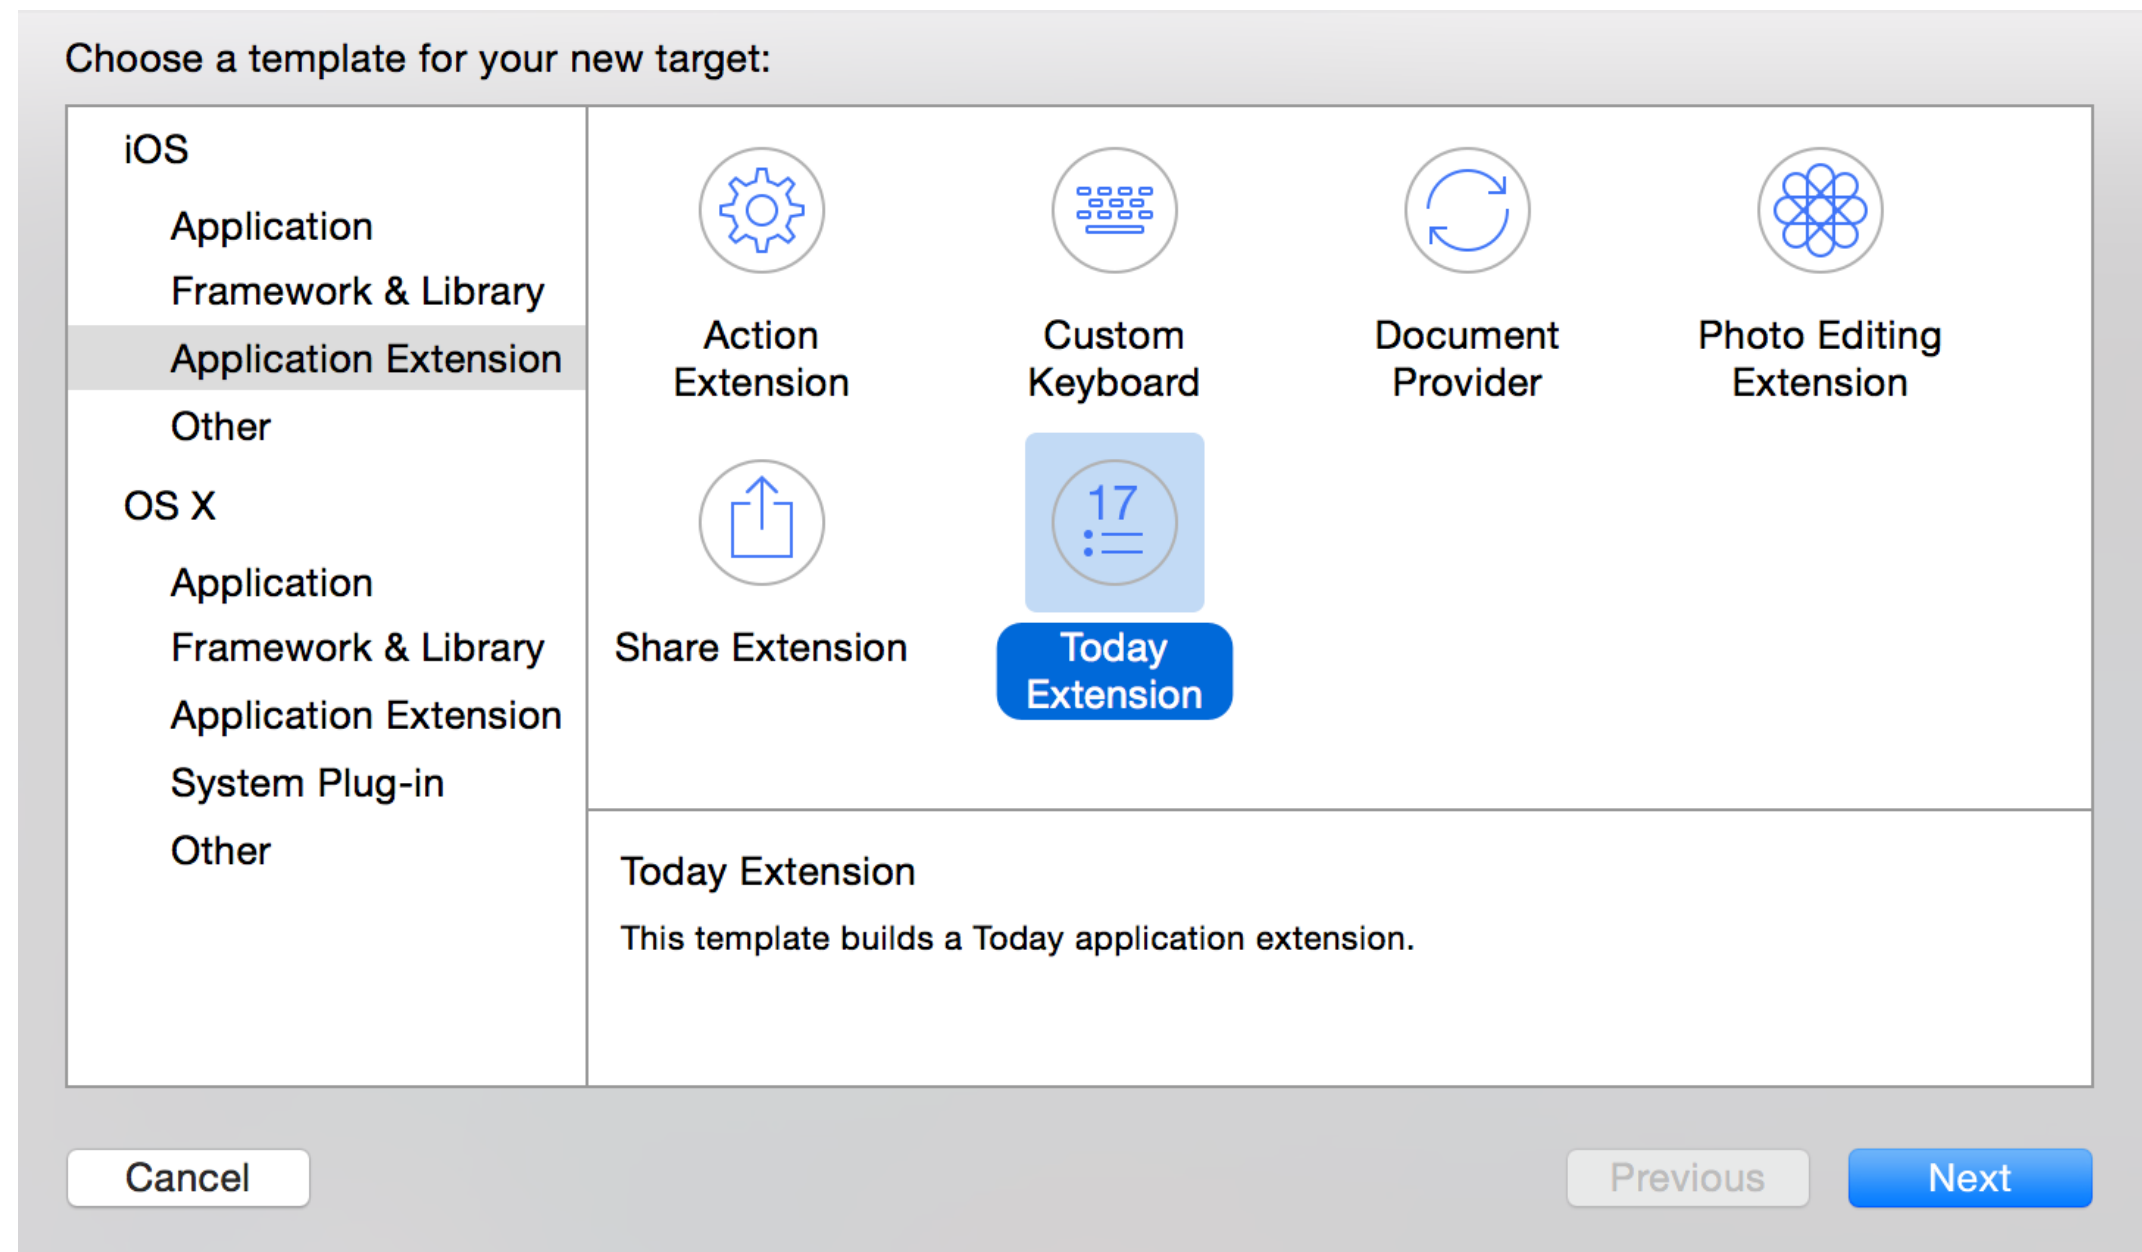 Choose a template for your new target:
iOS
Application
Framework & Library
Application Extension
Other
OS X
Application
Framework & Library
Application Extension
System Plug-in
Other
Action
Extension
Custom
Keyboard
Document
Provider
Photo Editing
Extension
Share Extension
17
Today
Extension
Today Extension
This template builds a Today application extension.
Cancel
Previous
Next